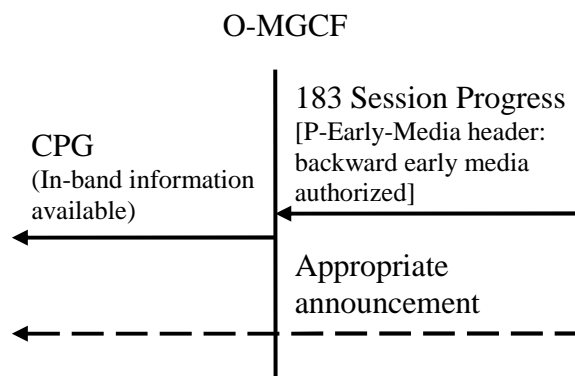 O-MGCF
183 Session Progress
[P-Early-Media header:
backward early media
authorized]
CPG
(In-band information
available)
Appropriate
announcement